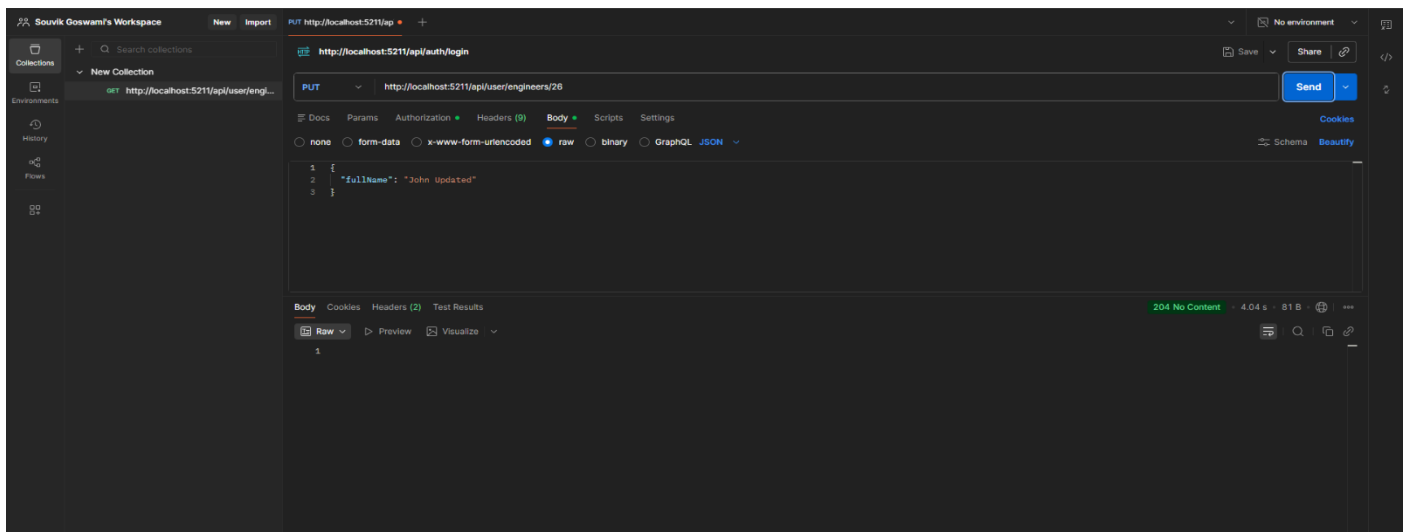 Souvik Goswami's Workspace New Import PUT http://localhost:5211/ap No environment
Collections Search collections HTTP http://localhost:5211/api/auth/login Save Share
New Collection
GET http://localhost:5211/api/user/engi...
PUT http://localhost:5211/api/user/engineers/26 Send
Environments
Docs Params Authorization Headers (9) Body Scripts Settings Cookies
History
none form-data x-www-form-urlencoded raw binary GraphQL JSON Schema Beautify
Flows
1 {
2 "fullName": "John Updated"
3 }
Body Cookies Headers (2) Test Results 204 No Content 4.04 s 81 B
Raw Preview Visualize
1